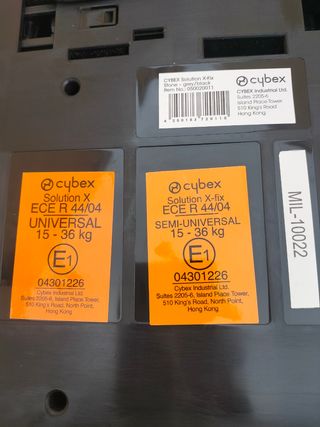 cybex
CYBEX Solution X-Fix
Stone - grey/black
Item No.: 050020011
CYBEX Industrial Ltd.
Suites 2205-6,
Island Place Tower
510 King's Road
Hong Kong
cybex
Solution X
ECE R 44/04
UNIVERSAL
15 - 36 kg
E1
04301226
Cybex Industrial Ltd.
Suites 2205-6, Island Place Tower,
510 King's Road, North Point,
Hong Kong
cybex
Solution X-fix
ECE R 44/04
SEMI-UNIVERSAL
15 - 36 kg
E1
04301226
Cybex Industrial Ltd.
Suites 2205-6, Island Place Tower,
510 King's Road, North Point,
Hong Kong
MIL-10022